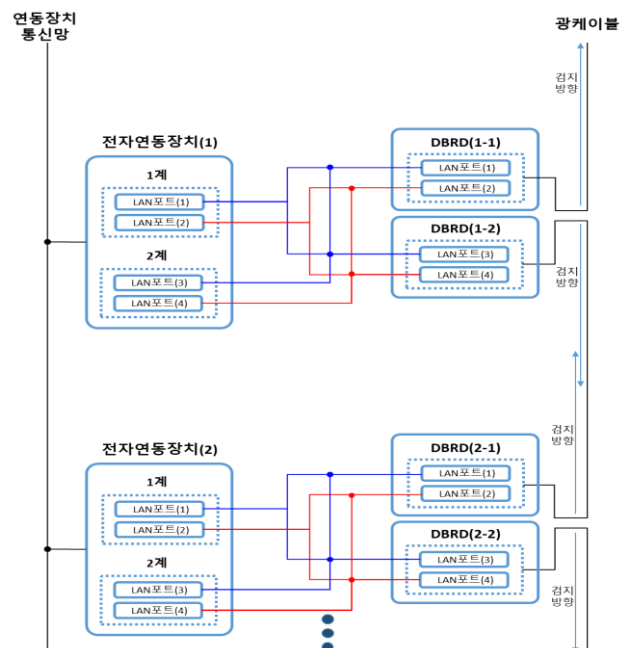 연동장치
통신망
광케이블
검지
방향
전자연동장치(1)
1계
LAN포트(1)
LAN포트(2)
2계
LAN포트(3)
LAN포트(4)
DBRD(1-1)
LAN포트(1)
LAN포트(2)
DBRD(1-2)
LAN포트(3)
LAN포트(4)
검지
방향
검지
방향
전자연동장치(2)
1계
LAN포트(1)
LAN포트(2)
2계
LAN포트(3)
LAN포트(4)
DBRD(2-1)
LAN포트(1)
LAN포트(2)
DBRD(2-2)
LAN포트(3)
LAN포트(4)
검지
방향